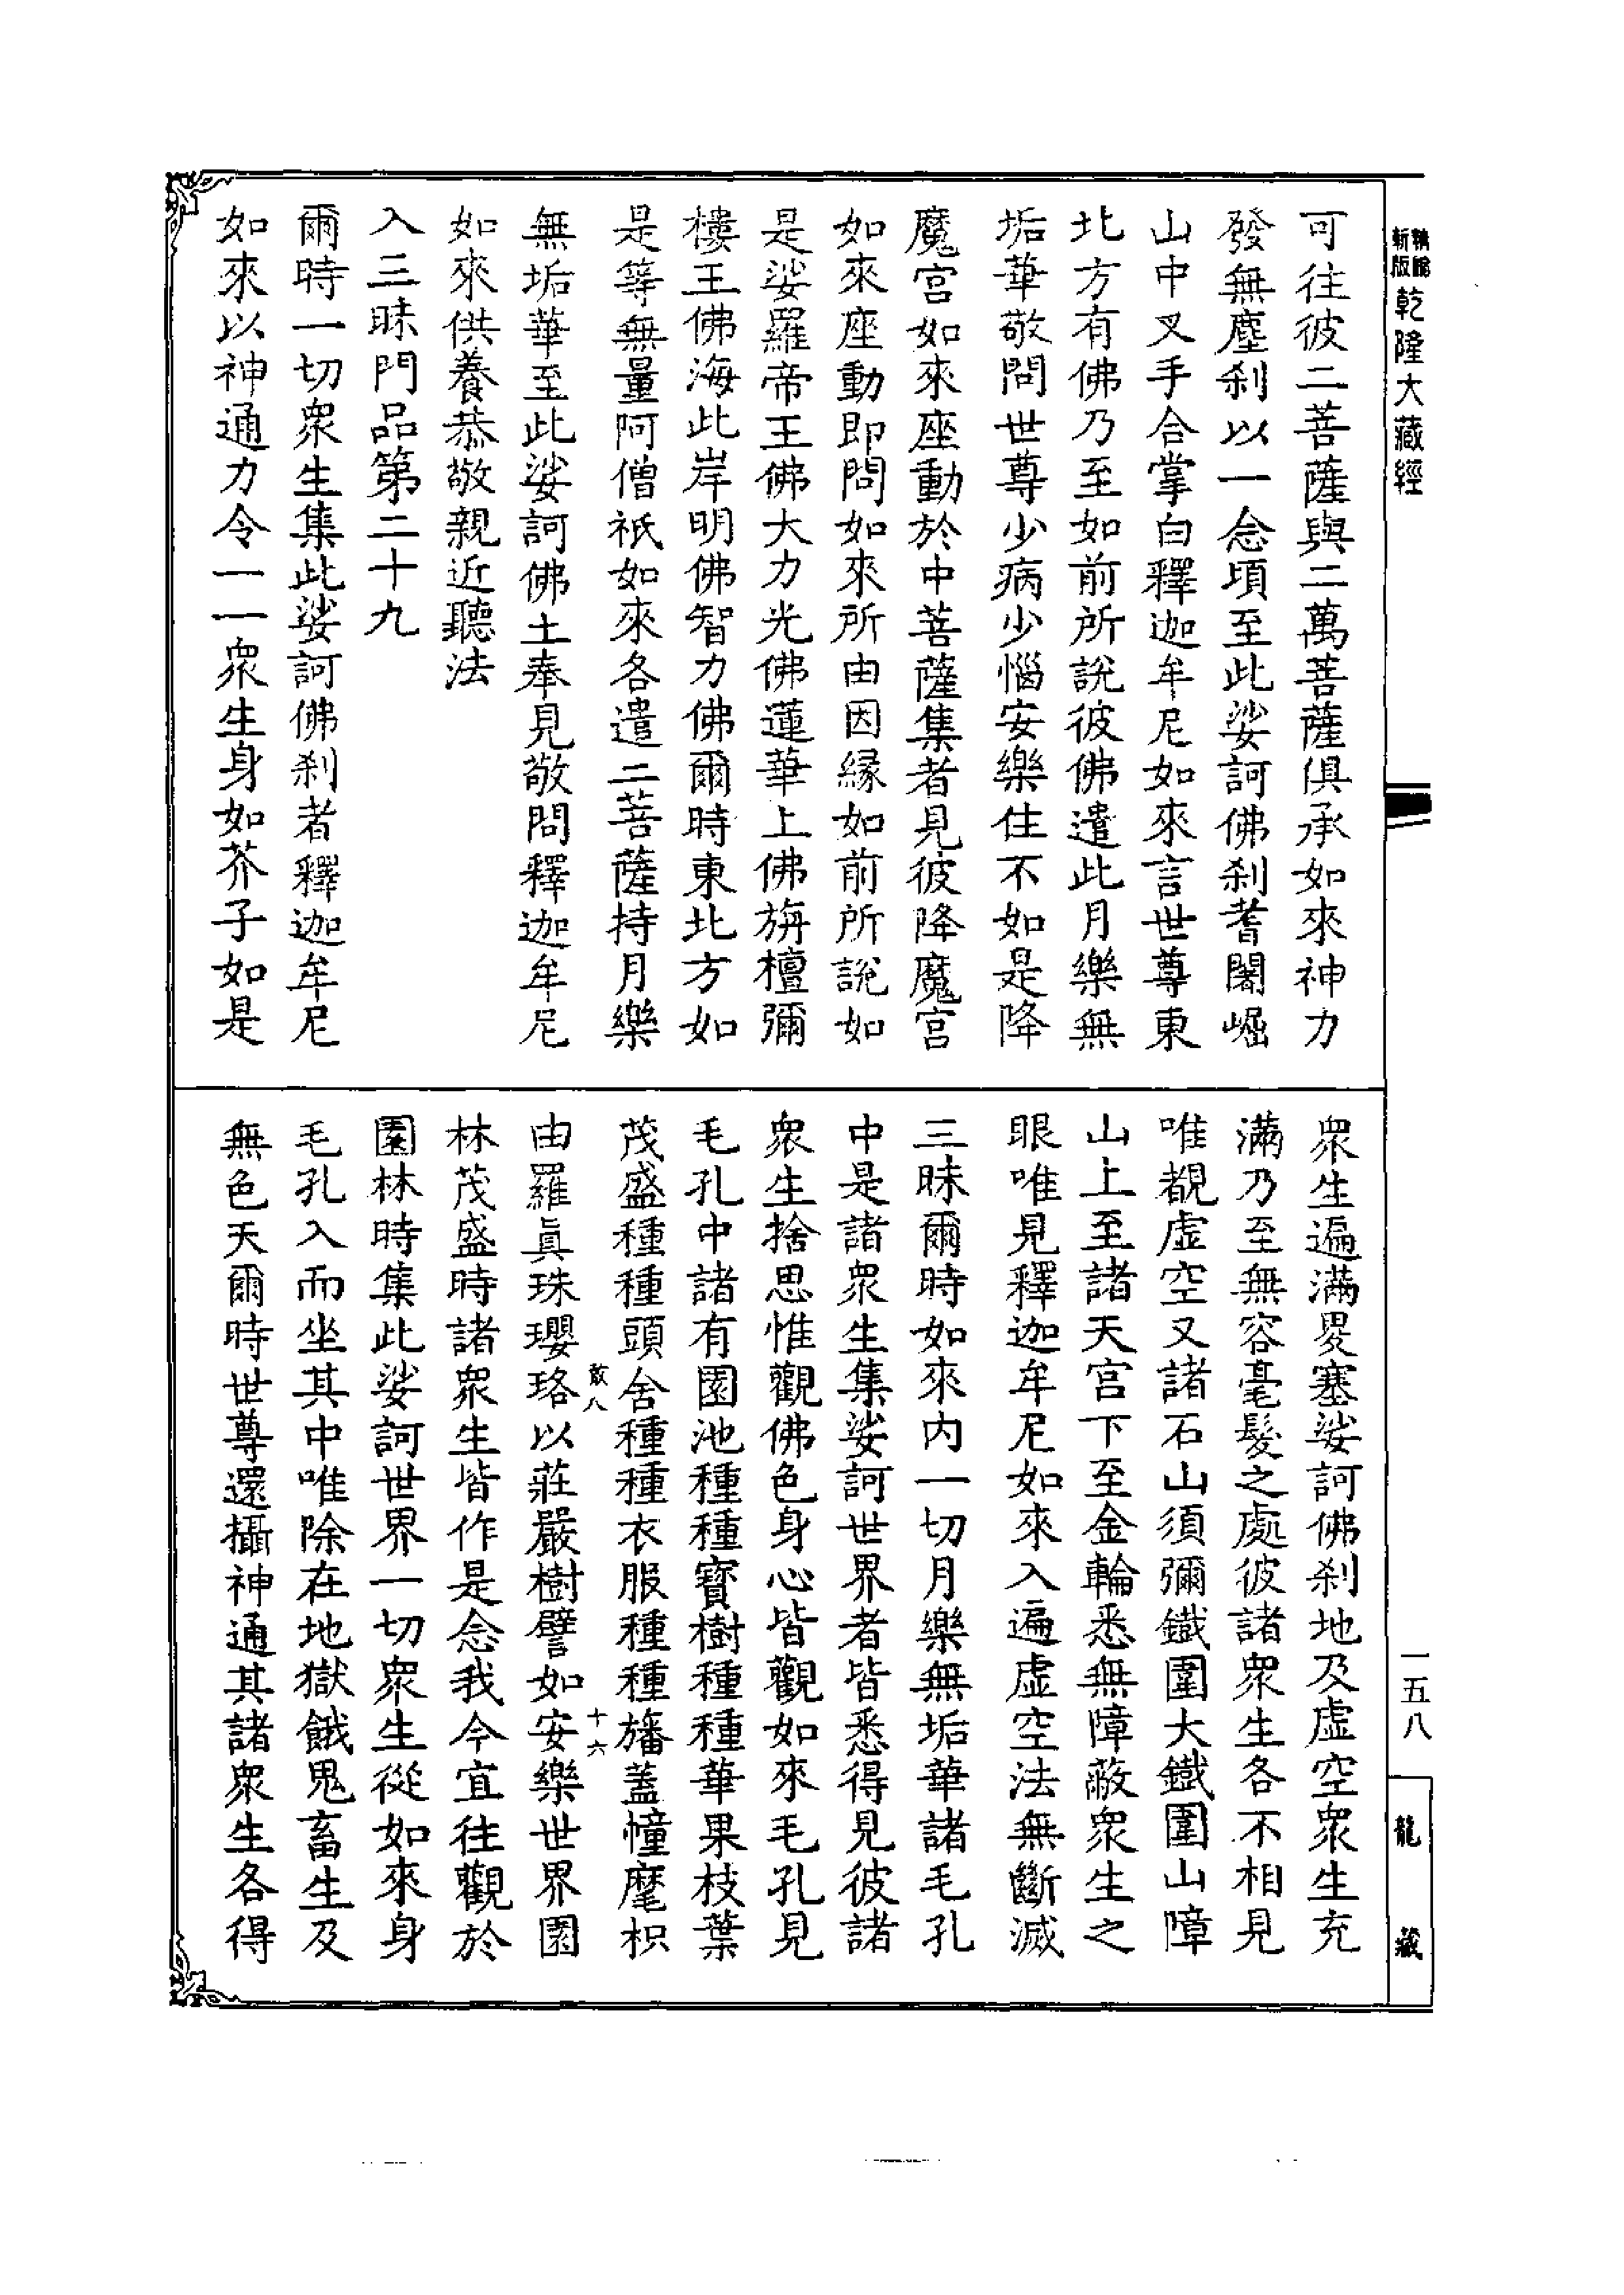 新版 乾隆大藏經
可往彼二菩薩與二萬菩薩俱承如來神力
發無塵刹以一念頃至此娑訶佛刹耆闍崛
山中叉手合掌白釋迦牟尼如來言世尊東
北方有佛乃至如前所說彼佛遣此月樂無
垢華敬問世尊少病少惱安樂住不如是降
魔宮如來座動於中菩薩集者見彼降魔宮
如來座動即問如來所由因緣如前所說如
是娑羅帝王佛大力光佛蓮華上佛旃檀彌
樓王佛海此岸明佛智力佛爾時東北方如
是等無量阿僧祇如來各遣二菩薩持月樂
無垢華至此娑訶佛土奉見敬問釋迦牟尼
如來供養恭敬親近聽法
入三昧門品第二十九
爾時一切眾生集此娑訶佛刹者釋迦牟尼
如來以神通力令一一眾生身如芥子如是
眾生遍滿畟塞娑訶佛刹地及虛空眾生充
滿乃至無容毫髮之處彼諸眾生各不相見
唯覩虛空又諸石山須彌鐵圍大鐵圍山障
山上至諸天宮下至金輪悉無障蔽眾生之
眼唯見釋迦牟尼如來入遍虛空法無斷滅
三昧爾時如來內一切月樂無垢華諸毛孔
中是諸眾生集娑訶世界者皆悉得見彼諸
眾生捨思惟觀佛色身心皆觀如來毛孔見
毛孔中諸有園池種種寶樹種種華果枝葉
茂盛種種頭舍種種衣服種種旛蓋幢麾枳
散八 十六
由羅眞珠瓔珞以莊嚴樹譬如安樂世界園
林茂盛時諸眾生皆作是念我今宜往觀於
園林時集此娑訶世界一切眾生從如來身
毛孔入而坐其中唯除在地獄餓鬼畜生及
無色天爾時世尊還攝神通其諸眾生各得
一五八
龍藏